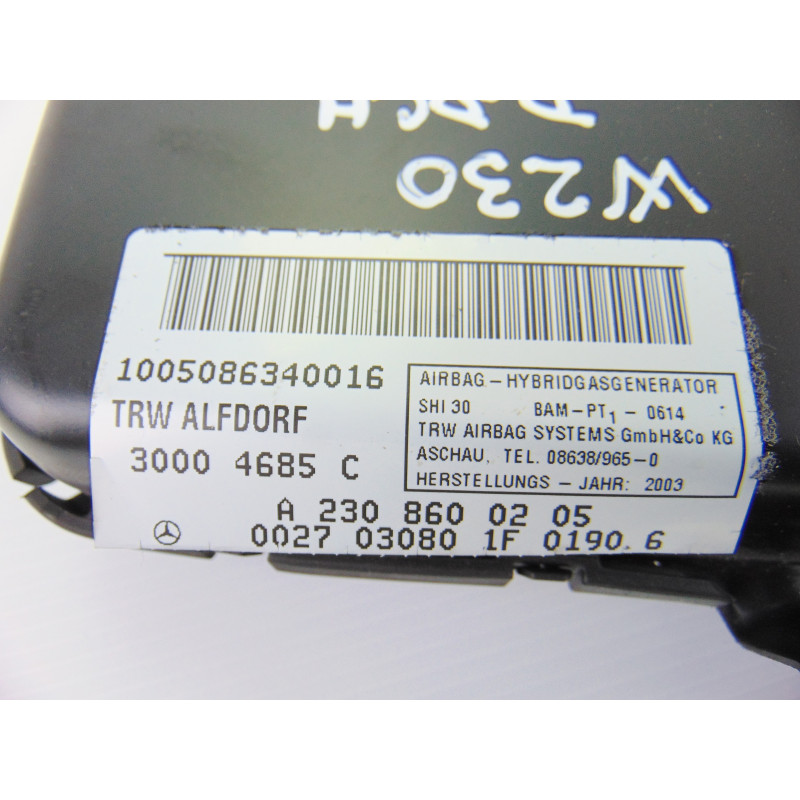 W230
1005086340016
TRW ALFDORF
3000 4685 C
AIRBAG - HYBRIDGASGENERATOR
SHI 30 BAM-PT1 - 0614
TRW AIRBAG SYSTEMS GmbH&Co KG
ASCHAU, TEL. 08638/965-0
HERSTELLUNGS - JAHR: 2003
A 230 860 02 05
0027 03080 1F 0190.6